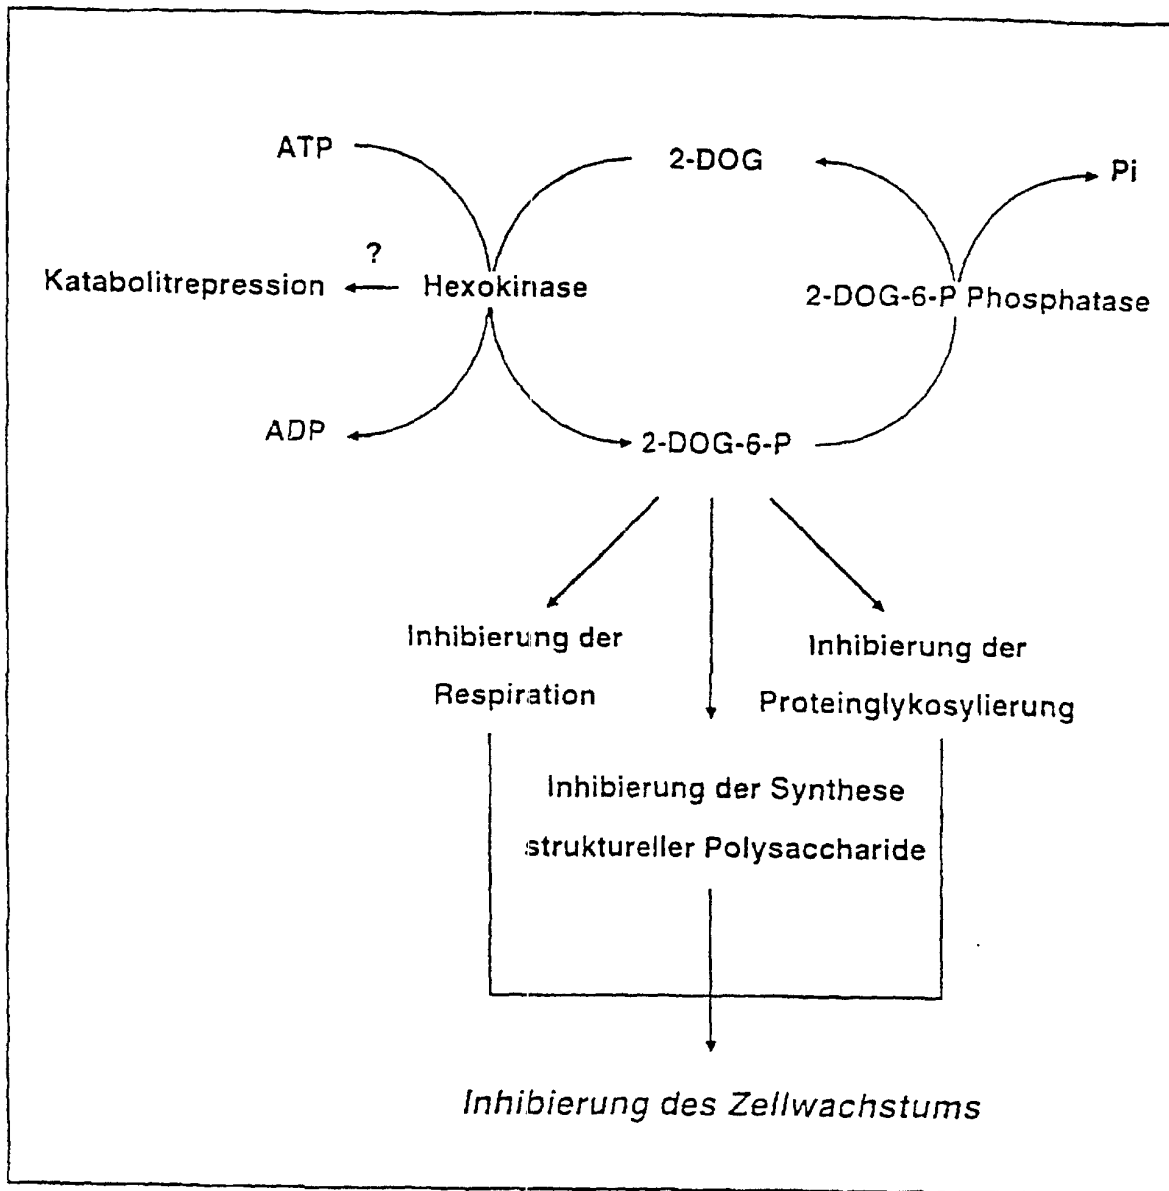 ATP
2-DOG
Pi
?
Katabolitrepression
Hexokinase
2-DOG-6-P Phosphatase
ADP
2-DOG-6-P
Inhibierung der
Respiration
Inhibierung der
Proteinglykosylierung
Inhibierung der Synthese
struktureller Polysaccharide
Inhibierung des Zellwachstums